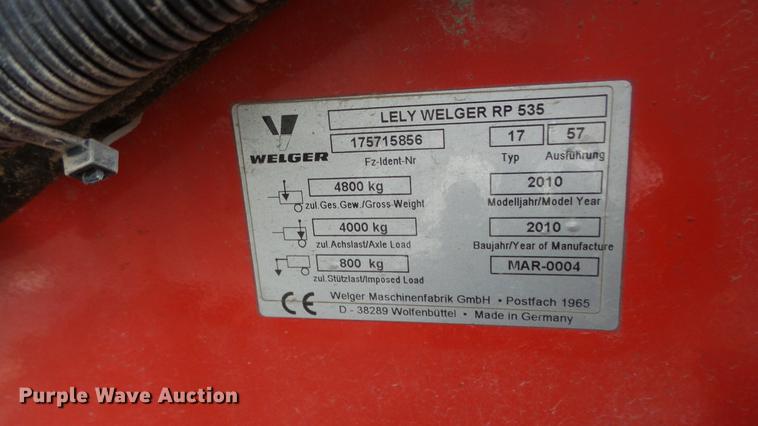 LELY WELGER RP 535
WELGER
175715856 17 57
Fz-Ident-Nr Typ Ausführung
4800 kg 2010
zul.Ges.Gew./Gross-Weight Modelljahr/Model Year
4000 kg 2010
zul.Achslast/Axle Load Baujahr/Year of Manufacture
800 kg MAR-0004
zul.Stützlast/Imposed Load
CE Welger Maschinenfabrik GmbH • Postfach 1965
D - 38289 Wolfenbüttel • Made in Germany
Purple Wave Auction